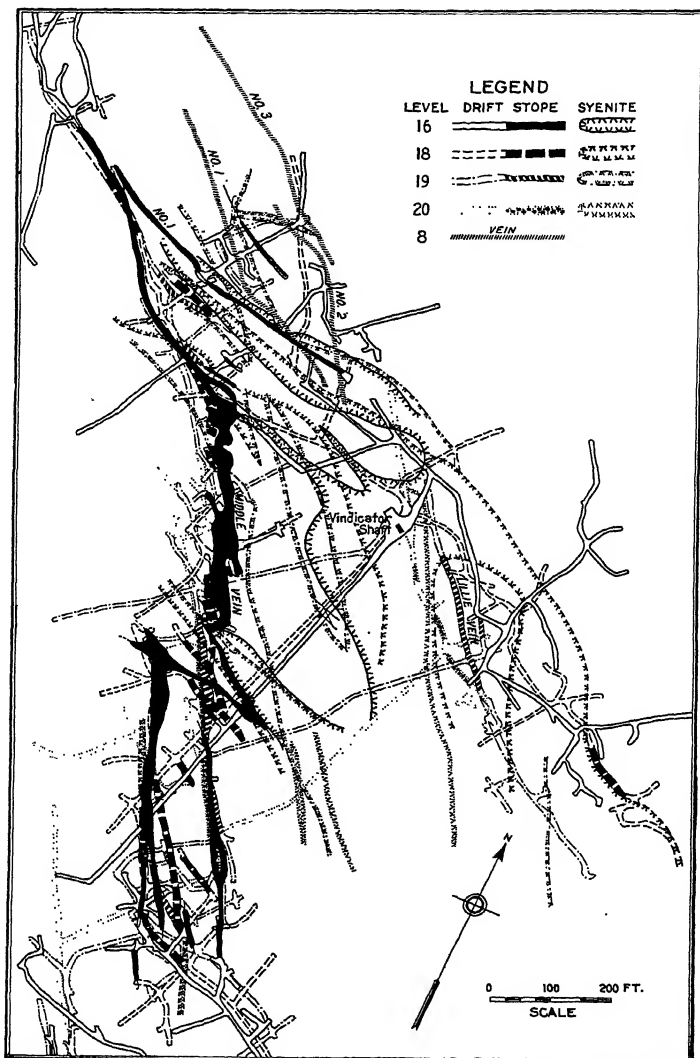 LEGEND
LEVEL DRIFT STOPE SYENITE
16
18
19
20
8 VEIN
NO. 3
NO. 1
NO. 1
NO. 2
MIDDLE VEIN
Vindicator
Shaft
LILLIE VEIN
N
0 100 200 FT.
SCALE